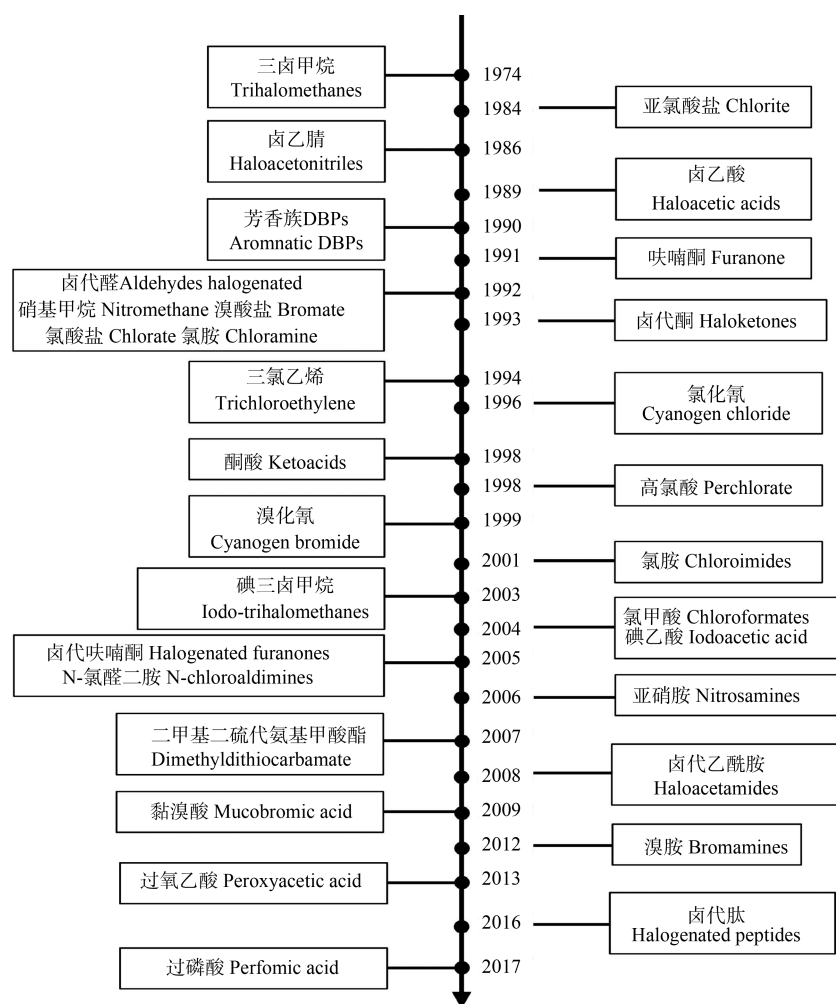 三卤甲烷
Trihalomethanes
1974
1984
亚氯酸盐 Chlorite
卤乙腈
Haloacetonitriles
1986
1989
卤乙酸
Haloacetic acids
芳香族DBPs
Aromnatic DBPs
1990
1991
呋喃酮 Furanone
卤代醛Aldehydes halogenated
硝基甲烷 Nitromethane 溴酸盐 Bromate
氯酸盐 Chlorate 氯胺 Chloramine
1992
1993
卤代酮 Haloketones
三氯乙烯
Trichloroethylene
1994
1996
氯化氰
Cyanogen chloride
酮酸 Ketoacids
1998
1998
高氯酸 Perchlorate
溴化氰
Cyanogen bromide
1999
2001
氯胺 Chloroimides
碘三卤甲烷
Iodo-trihalomethanes
2003
2004
氯甲酸 Chloroformates
碘乙酸 Iodoacetic acid
卤代呋喃酮 Halogenated furanones
N-氯醛二胺 N-chloroaldimines
2005
2006
亚硝胺 Nitrosamines
二甲基二硫代氨基甲酸酯
Dimethyldithiocarbamate
2007
2008
卤代乙酰胺
Haloacetamides
黏溴酸 Mucobromic acid
2009
2012
溴胺 Bromamines
过氧乙酸 Peroxyacetic acid
2013
2016
卤代肽
Halogenated peptides
过磷酸 Perfomic acid
2017